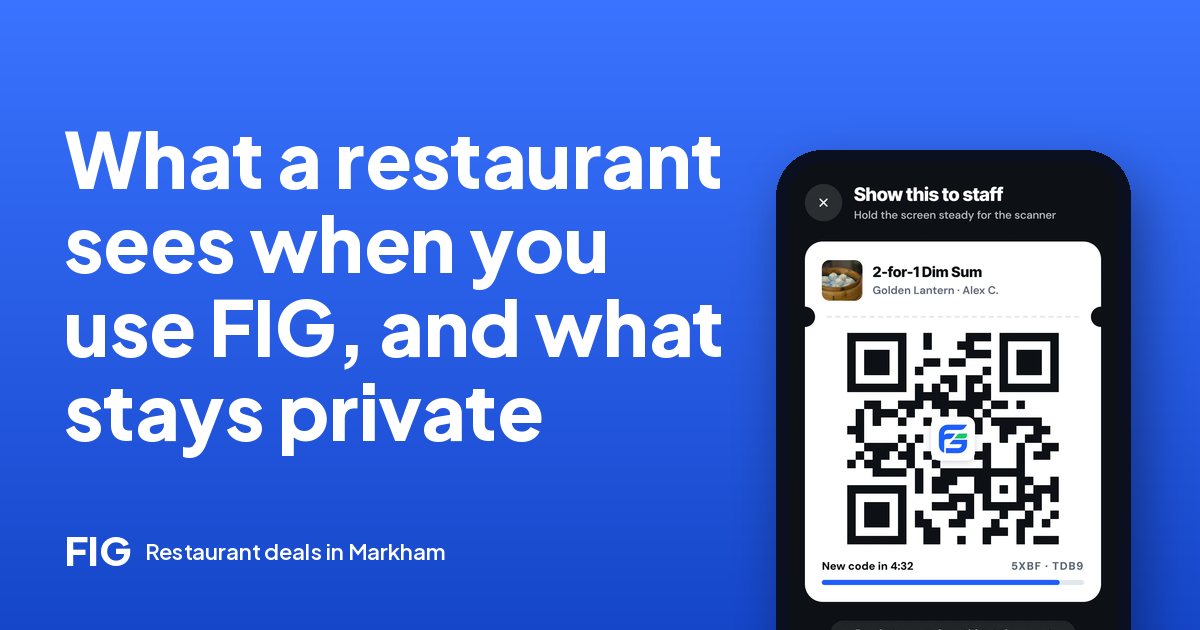 What a restaurant
sees when you
use FIG, and what
stays private
FIG Restaurant deals in Markham
Show this to staff
Hold the screen steady for the scanner
2-for-1 Dim Sum
Golden Lantern · Alex C.
New code in 4:32
5XBF · TDB9